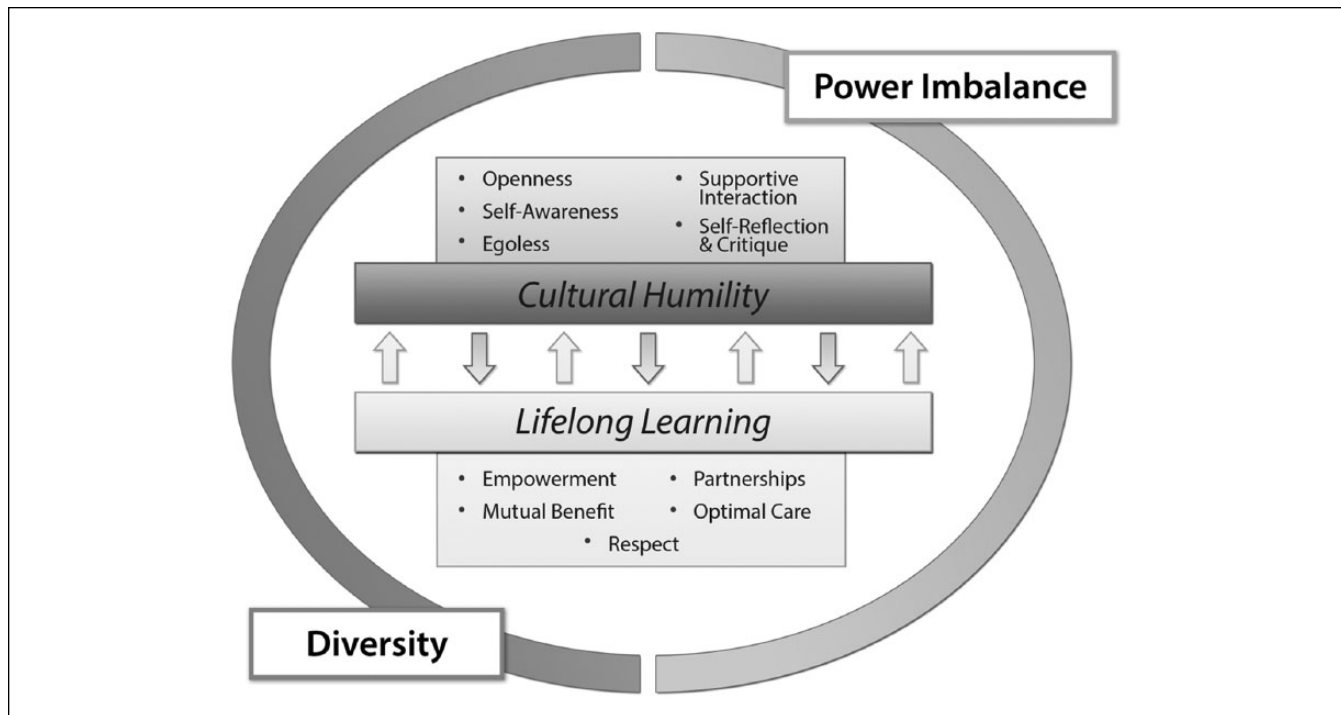 Power Imbalance
• Openness
• Self-Awareness
• Egoless
• Supportive
Interaction
• Self-Reflection
& Critique
Cultural Humility
Lifelong Learning
• Empowerment
• Mutual Benefit
• Partnerships
• Optimal Care
• Respect
Diversity